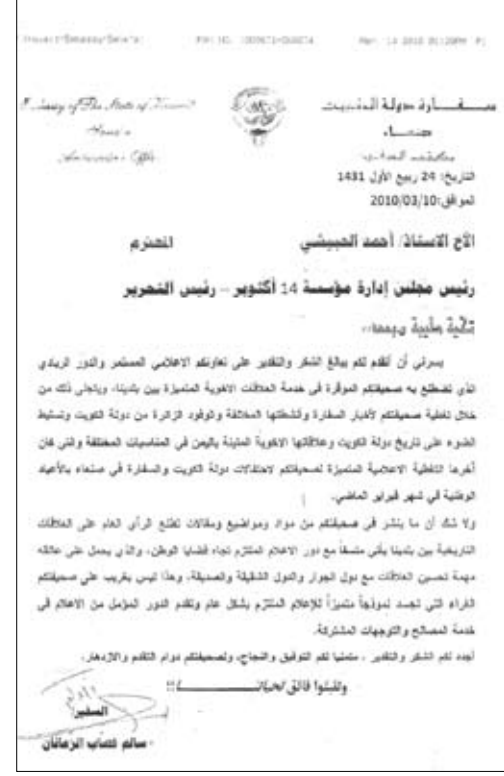 Embassy of The State of Kuwait
سفارة دولة الكويت
صنعاء
التاريخ: 24 ربيع الأول 1431
الموافق: 2010/03/10
الأخ الاستاذ/ أحمد الحبيشي المحترم
رئيس مجلس إدارة مؤسسة 14 أكتوبر – رئيس التحرير
تحية طيبة وبعد،،
يسرني أن أتقدم لكم ببالغ الشكر والتقدير على تعاونكم الاعلامي المستمر والدور الريادي
الذي تضطلع به صحيفتكم الموقرة في خدمة العلاقات الاخوية المتميزة بين بلدينا، ويتجلى ذلك من
خلال تغطية صحيفتكم لأخبار السفارة وأنشطتها المختلفة والوفود الزائرة من دولة الكويت وتسليط
الضوء على تاريخ دولة الكويت وعلاقاتها الاخوية المتينة باليمن في المناسبات المختلفة والتي كان
آخرها التغطية الاعلامية المتميزة لصحيفتكم لاحتفالات دولة الكويت والسفارة في صنعاء بالأعياد
الوطنية في شهر فبراير الماضي.
ولا شك أن ما ينشر في صحيفتكم من مواد ومواضيع ومقالات تطلع الرأي العام على العلاقات
التاريخية بين بلدينا يأتي متسقاً مع دور الاعلام الملتزم تجاه قضايا الوطن، والذي يحمل على عاتقه
مهمة تحسين العلاقات مع دول الجوار والدول الشقيقة والصديقة، وهذا ليس بغريب على صحيفتكم
الغراء التي تجسد نموذجاً متميزاً للإعلام الملتزم بشكل عام وتقدم الدور المؤمل من الاعلام في
خدمة المصالح والتوجهات المشتركة.
أجدد لكم الشكر والتقدير، متمنيا لكم التوفيق والنجاح، ولصحيفتكم دوام التقدم والازدهار.
وتقبلوا فائق تحياتـــــــــــي،،،
السفير
سالم غصاب الزمانان